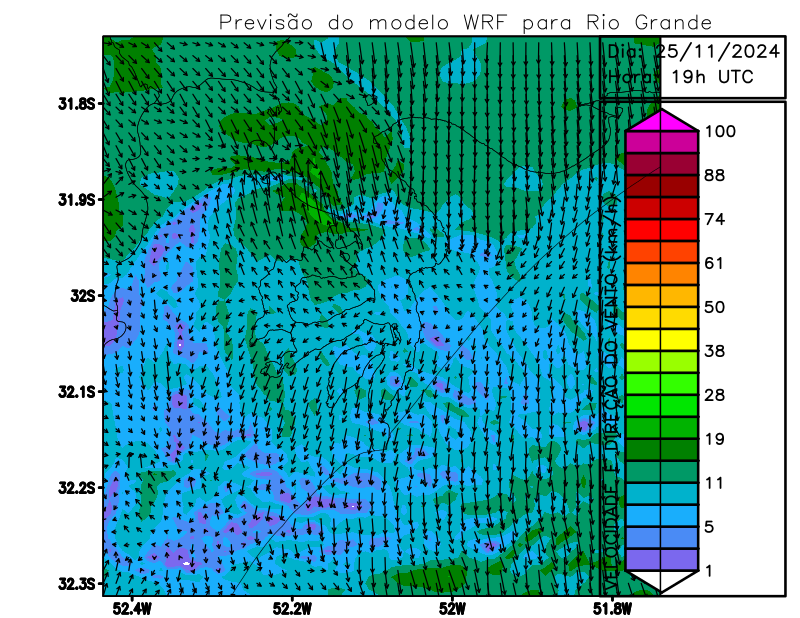 Previsão do modelo WRF para Rio Grande
Dia: 25/11/2024
Hora: 19h UTC
VELOCIDADE E DIREÇÃO DO VENTO (km/h)
100
88
74
61
50
38
28
19
11
5
1
31.8S
31.9S
32S
32.1S
32.2S
32.3S
52.4W
52.2W
52W
51.8W